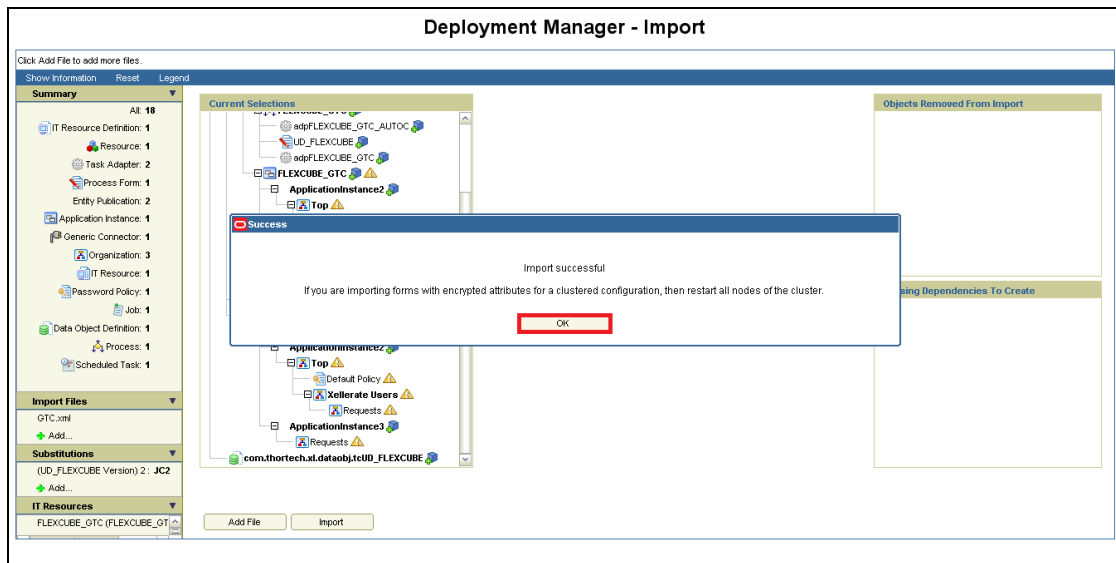 Deployment Manager - Import
Click Add File to add more files.
Show Information Reset Legend
Summary
All: 18
IT Resource Definition: 1
Resource: 1
Task Adapter: 2
Process Form: 1
Entity Publication: 2
Application Instance: 1
Generic Connector: 1
Organization: 3
IT Resource: 1
Password Policy: 1
Job: 1
Data Object Definition: 1
Process: 1
Scheduled Task: 1
Import Files
GTC.xml
Add...
Substitutions
(UD_FLEXCUBE Version) 2 : JC2
Add...
IT Resources
FLEXCUBE_GTC (FLEXCUBE_GT
Current Selections
adpFLEXCUBE_GTC_AUTOC
UD_FLEXCUBE
adpFLEXCUBE_GTC
FLEXCUBE_GTC
ApplicationInstance2
Top
Success
Import successful
If you are importing forms with encrypted attributes for a clustered configuration, then restart all nodes of the cluster.
OK
ApplicationInstance2
Top
Default Policy
Xellerate Users
Requests
ApplicationInstance3
Requests
com.thortech.xl.dataobj.tcUD_FLEXCUBE
Add File
Import
Objects Removed From Import
Dependencies To Create